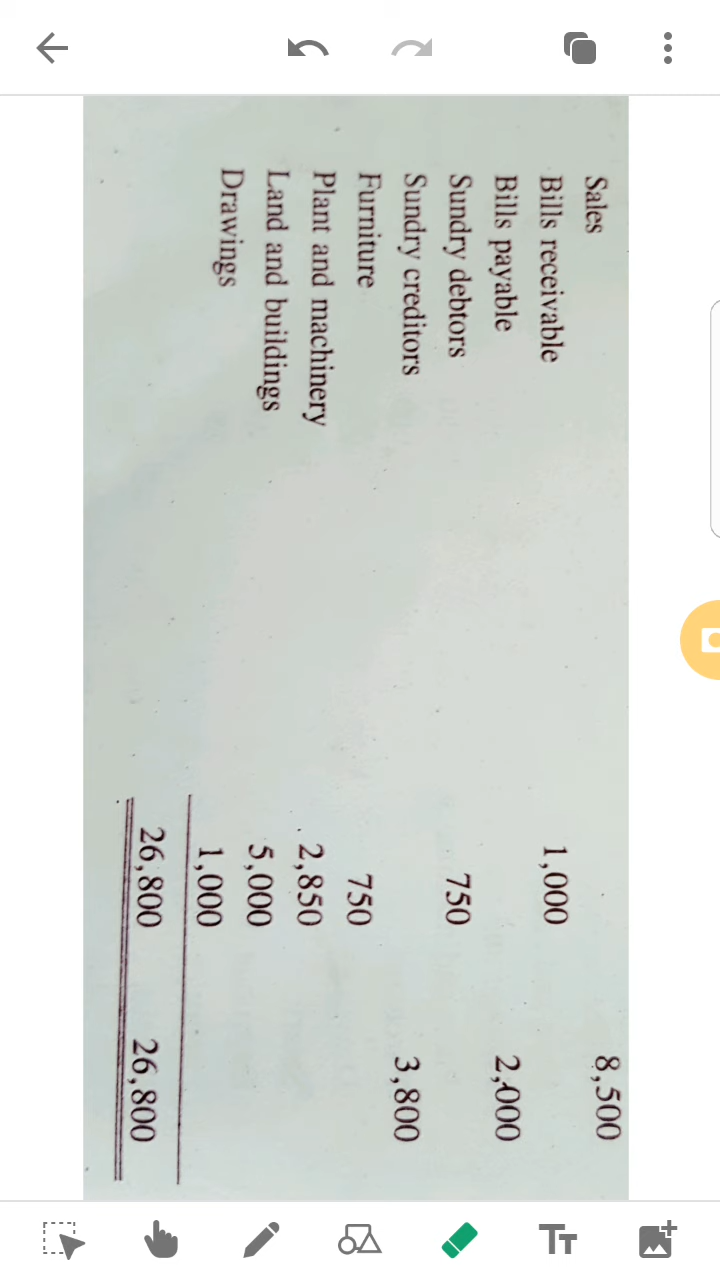 Sales 8,500
Bills receivable 1,000
Bills payable 2,000
Sundry debtors 750
Sundry creditors 3,800
Furniture 750
Plant and machinery 2,850
Land and buildings 5,000
Drawings 1,000
26,800 26,800
TT